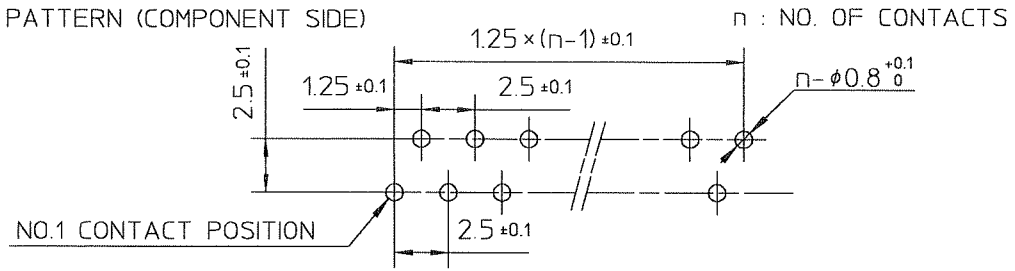 PATTERN (COMPONENT SIDE)
n : NO. OF CONTACTS
1.25 × (n-1) ±0.1
2.5 ±0.1
1.25 ±0.1
2.5 ±0.1
n- ϕ0.8 +0.1 0
NO.1 CONTACT POSITION
2.5 ±0.1